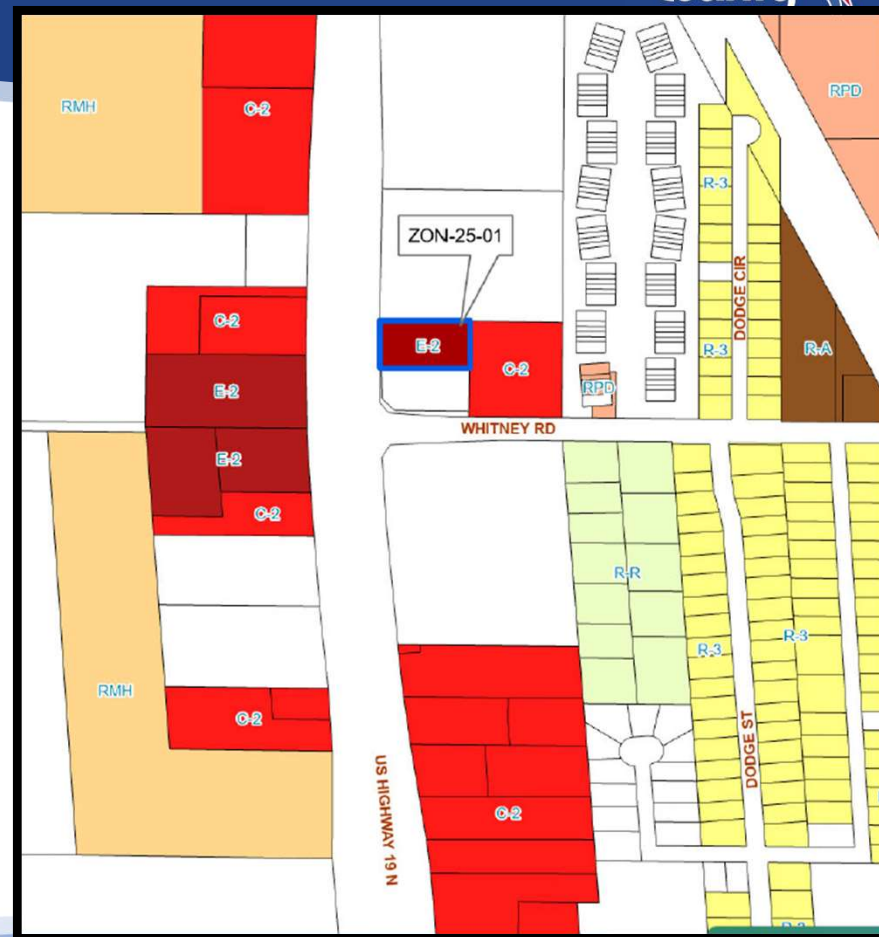 RMH
C-2
RPD
R-3
ZON-25-01
DODGE CIR
C-2
E-2
R-3
R-A
C-2
E-2
RPD
WHITNEY RD
E-2
C-2
R-R
R-3
R-3
RMH
C-2
DODGE ST
US HIGHWAY 19 N
C-2